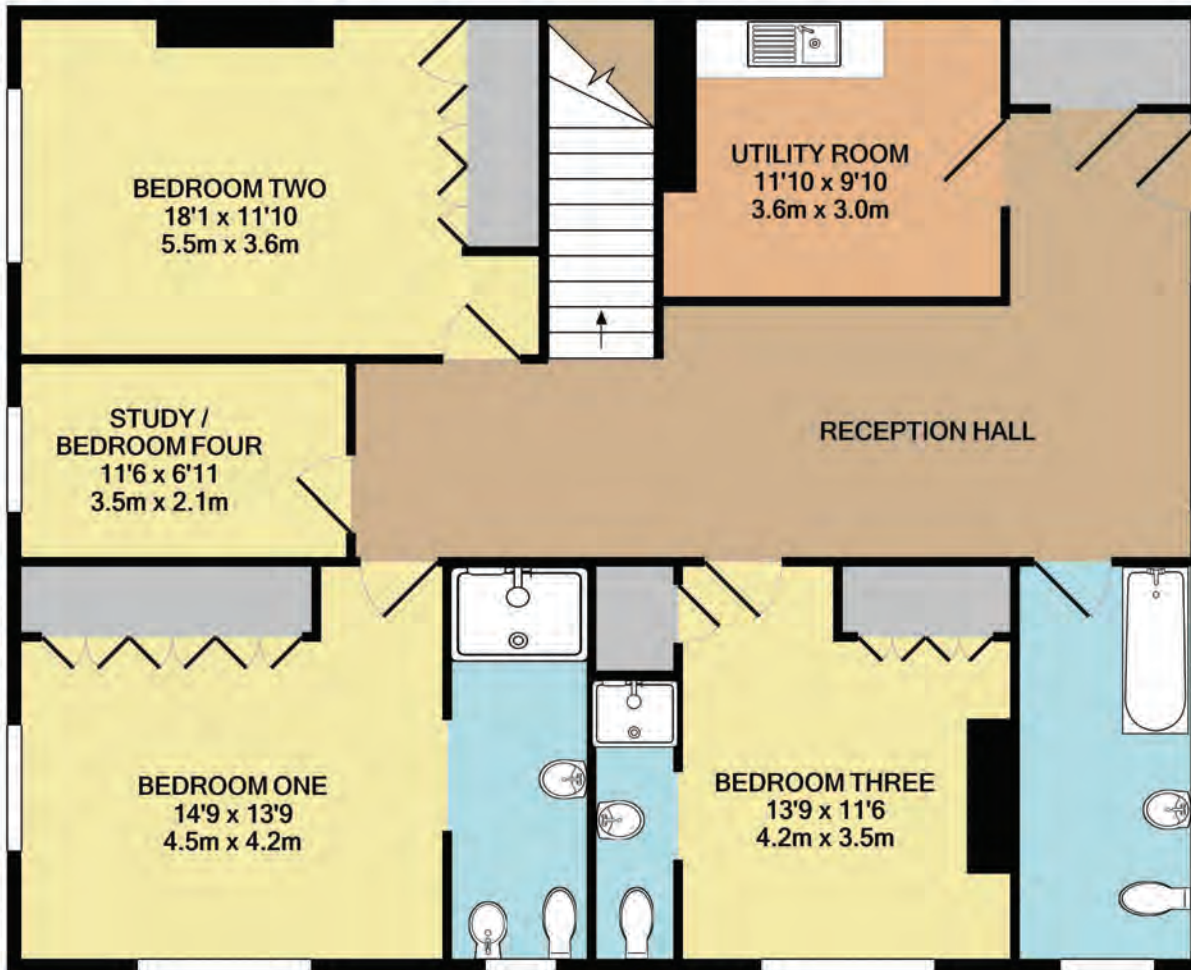 BEDROOM TWO
18'1 x 11'10
5.5m x 3.6m
UTILITY ROOM
11'10 x 9'10
3.6m x 3.0m
STUDY /
BEDROOM FOUR
11'6 x 6'11
3.5m x 2.1m
RECEPTION HALL
BEDROOM ONE
14'9 x 13'9
4.5m x 4.2m
BEDROOM THREE
13'9 x 11'6
4.2m x 3.5m